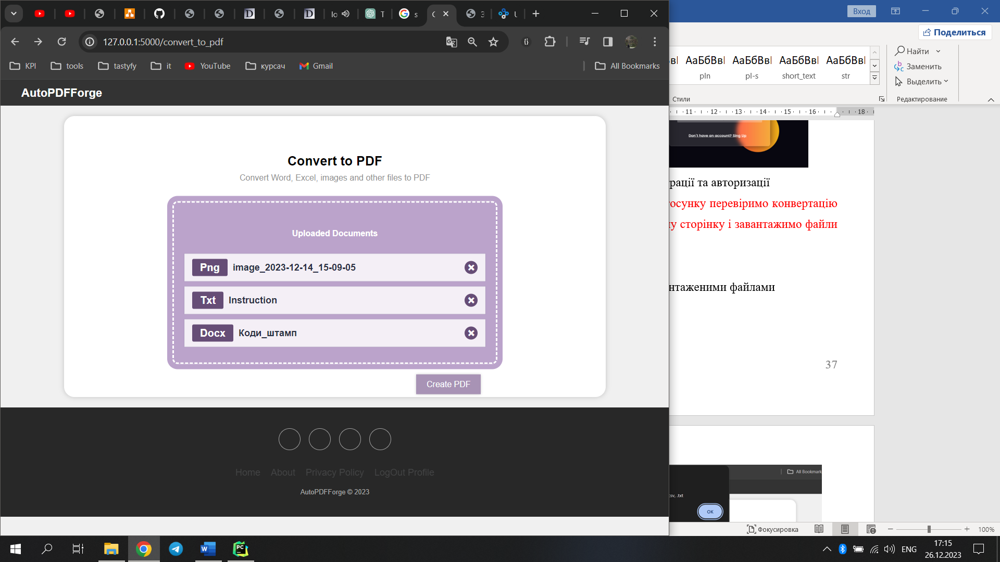 lo
T
s
127.0.0.1:5000/convert_to_pdf
KPI
tools
tastyfy
it
YouTube
курсач
Gmail
All Bookmarks
AutoPDFForge
Convert to PDF
Convert Word, Excel, images and other files to PDF
Uploaded Documents
Png image_2023-12-14_15-09-05
Txt Instruction
Docx Коди_штамп
Create PDF
Home About Privacy Policy LogOut Profile
AutoPDFForge © 2023
Вход
Поделиться
АаБбВвІ АаБбВвІ АаБбВвІ АаБбВвІ
pln pl-s short_text str
Стили
Найти
Заменить
Выделить
Редактирование
11 12 13 14 15 16 18
Don`t have an account? Sing Up
рації та авторизації
осунку перевіримо конвертацію
у сторінку і завантажимо файли
нтаженими файлами
37
All Bookmark
csv, .txt
OK
Фокусировка
100%
ENG
17:15
26.12.2023